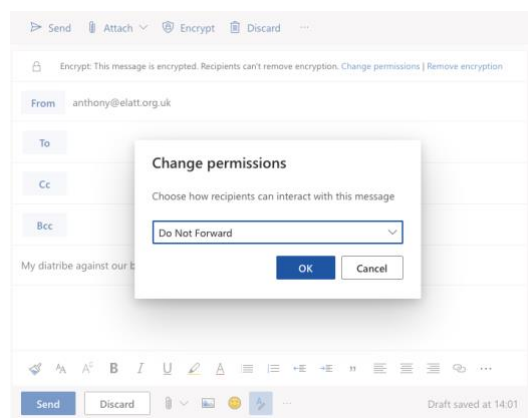 Send Attach Encrypt Discard ...
Encrypt: This message is encrypted. Recipients can't remove encryption. Change permissions | Remove encryption
From anthony@elatt.org.uk
To
Cc
Bcc
Change permissions
Choose how recipients can interact with this message
Do Not Forward
OK Cancel
My diatribe against our b
B I U A
Send Discard Draft saved at 14:01